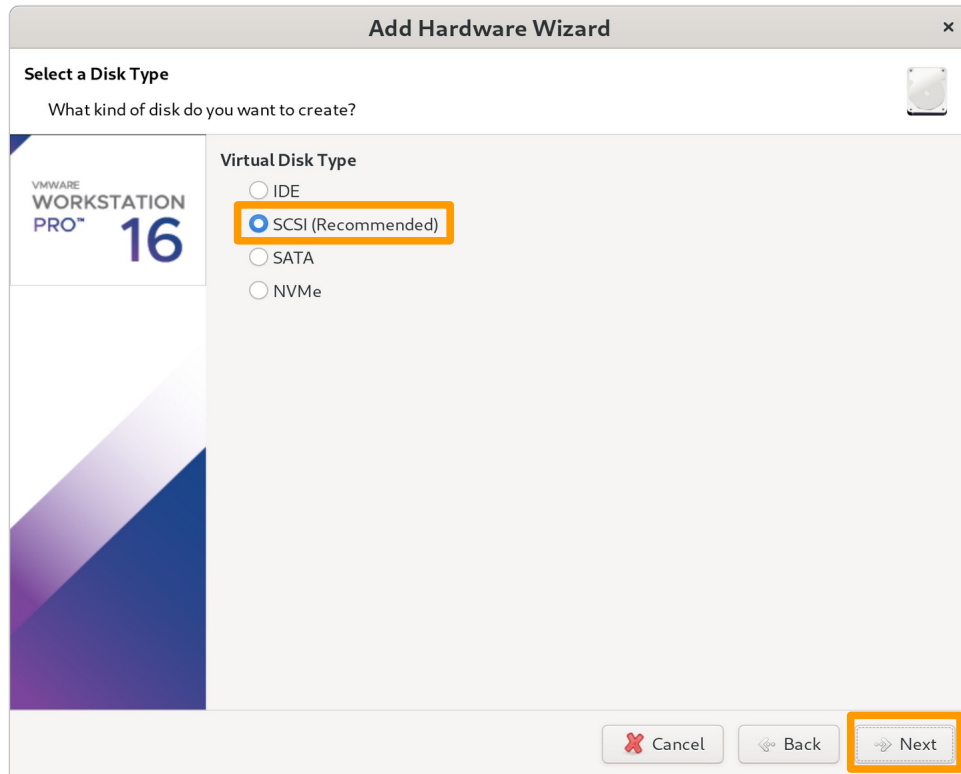 Add Hardware Wizard
×
Select a Disk Type
What kind of disk do you want to create?
VMWARE
WORKSTATION
PRO™ 16
Virtual Disk Type
IDE
SCSI (Recommended)
SATA
NVMe
Cancel
Back
Next